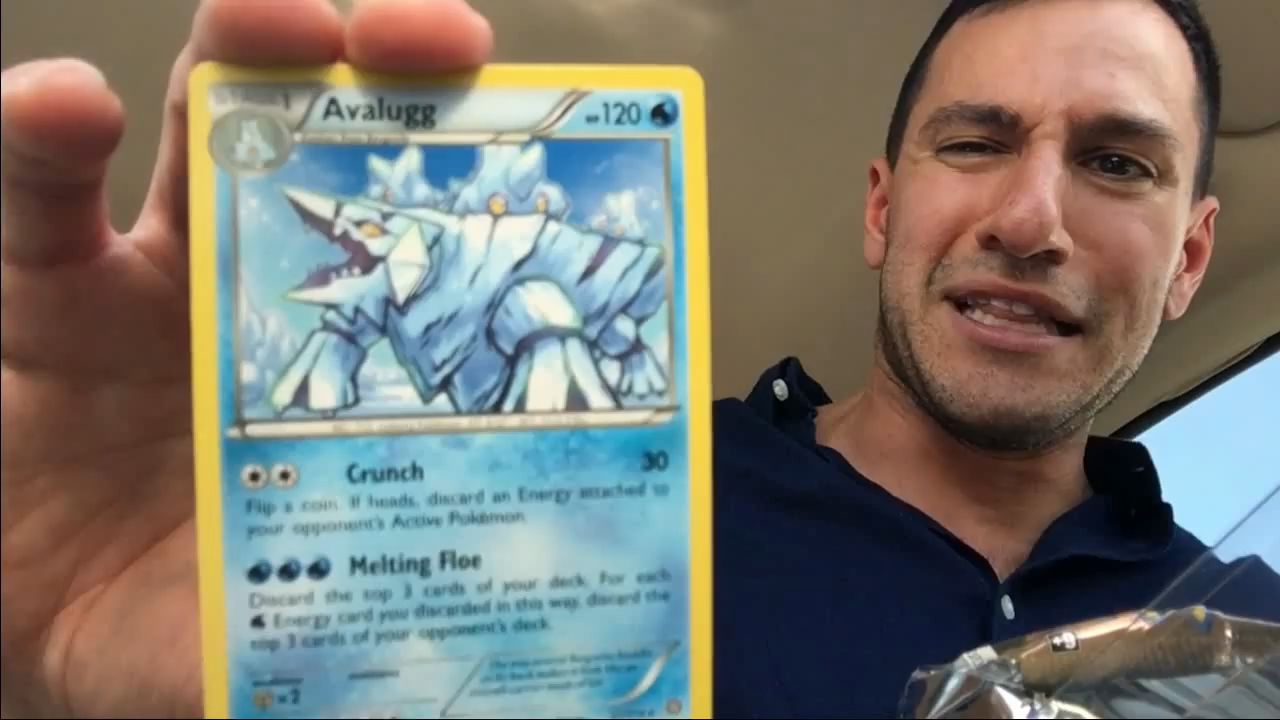 Avalugg 120
Crunch 30
Flip a coin. If heads, discard an Energy attached to
your opponent's Active Pokémon.
Melting Floe
Discard the top 3 cards of your deck. For each
Energy card you discarded in this way, discard the
top 3 cards of your opponent's deck.
×2